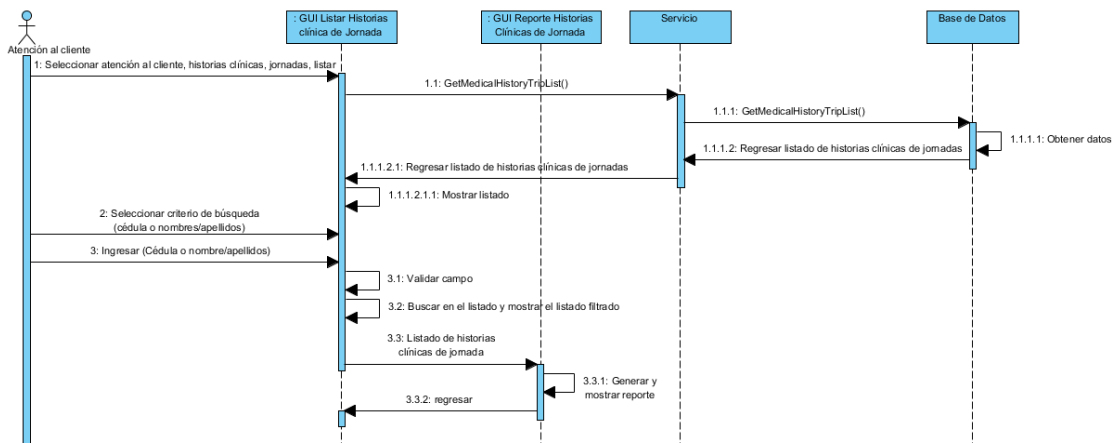 : GUI Listar Historias
clínica de Jornada
: GUI Reporte Historias
Clínicas de Jornada
Servicio
Base de Datos
Atención al cliente
1: Seleccionar atención al cliente, historias clínicas, jornadas, listar
1.1: GetMedicalHistoryTripList()
1.1.1: GetMedicalHistoryTripList()
1.1.1.1: Obtener datos
1.1.1.2: Regresar listado de historias clínicas de jornadas
1.1.1.2.1: Regresar listado de historias clínicas de jornadas
1.1.1.2.1.1: Mostrar listado
2: Seleccionar criterio de búsqueda
(cédula o nombres/apellidos)
3: Ingresar (Cédula o nombre/apellidos)
3.1: Validar campo
3.2: Buscar en el listado y mostrar el listado filtrado
3.3: Listado de historias
clínicas de jornada
3.3.1: Generar y
mostrar reporte
3.3.2: regresar